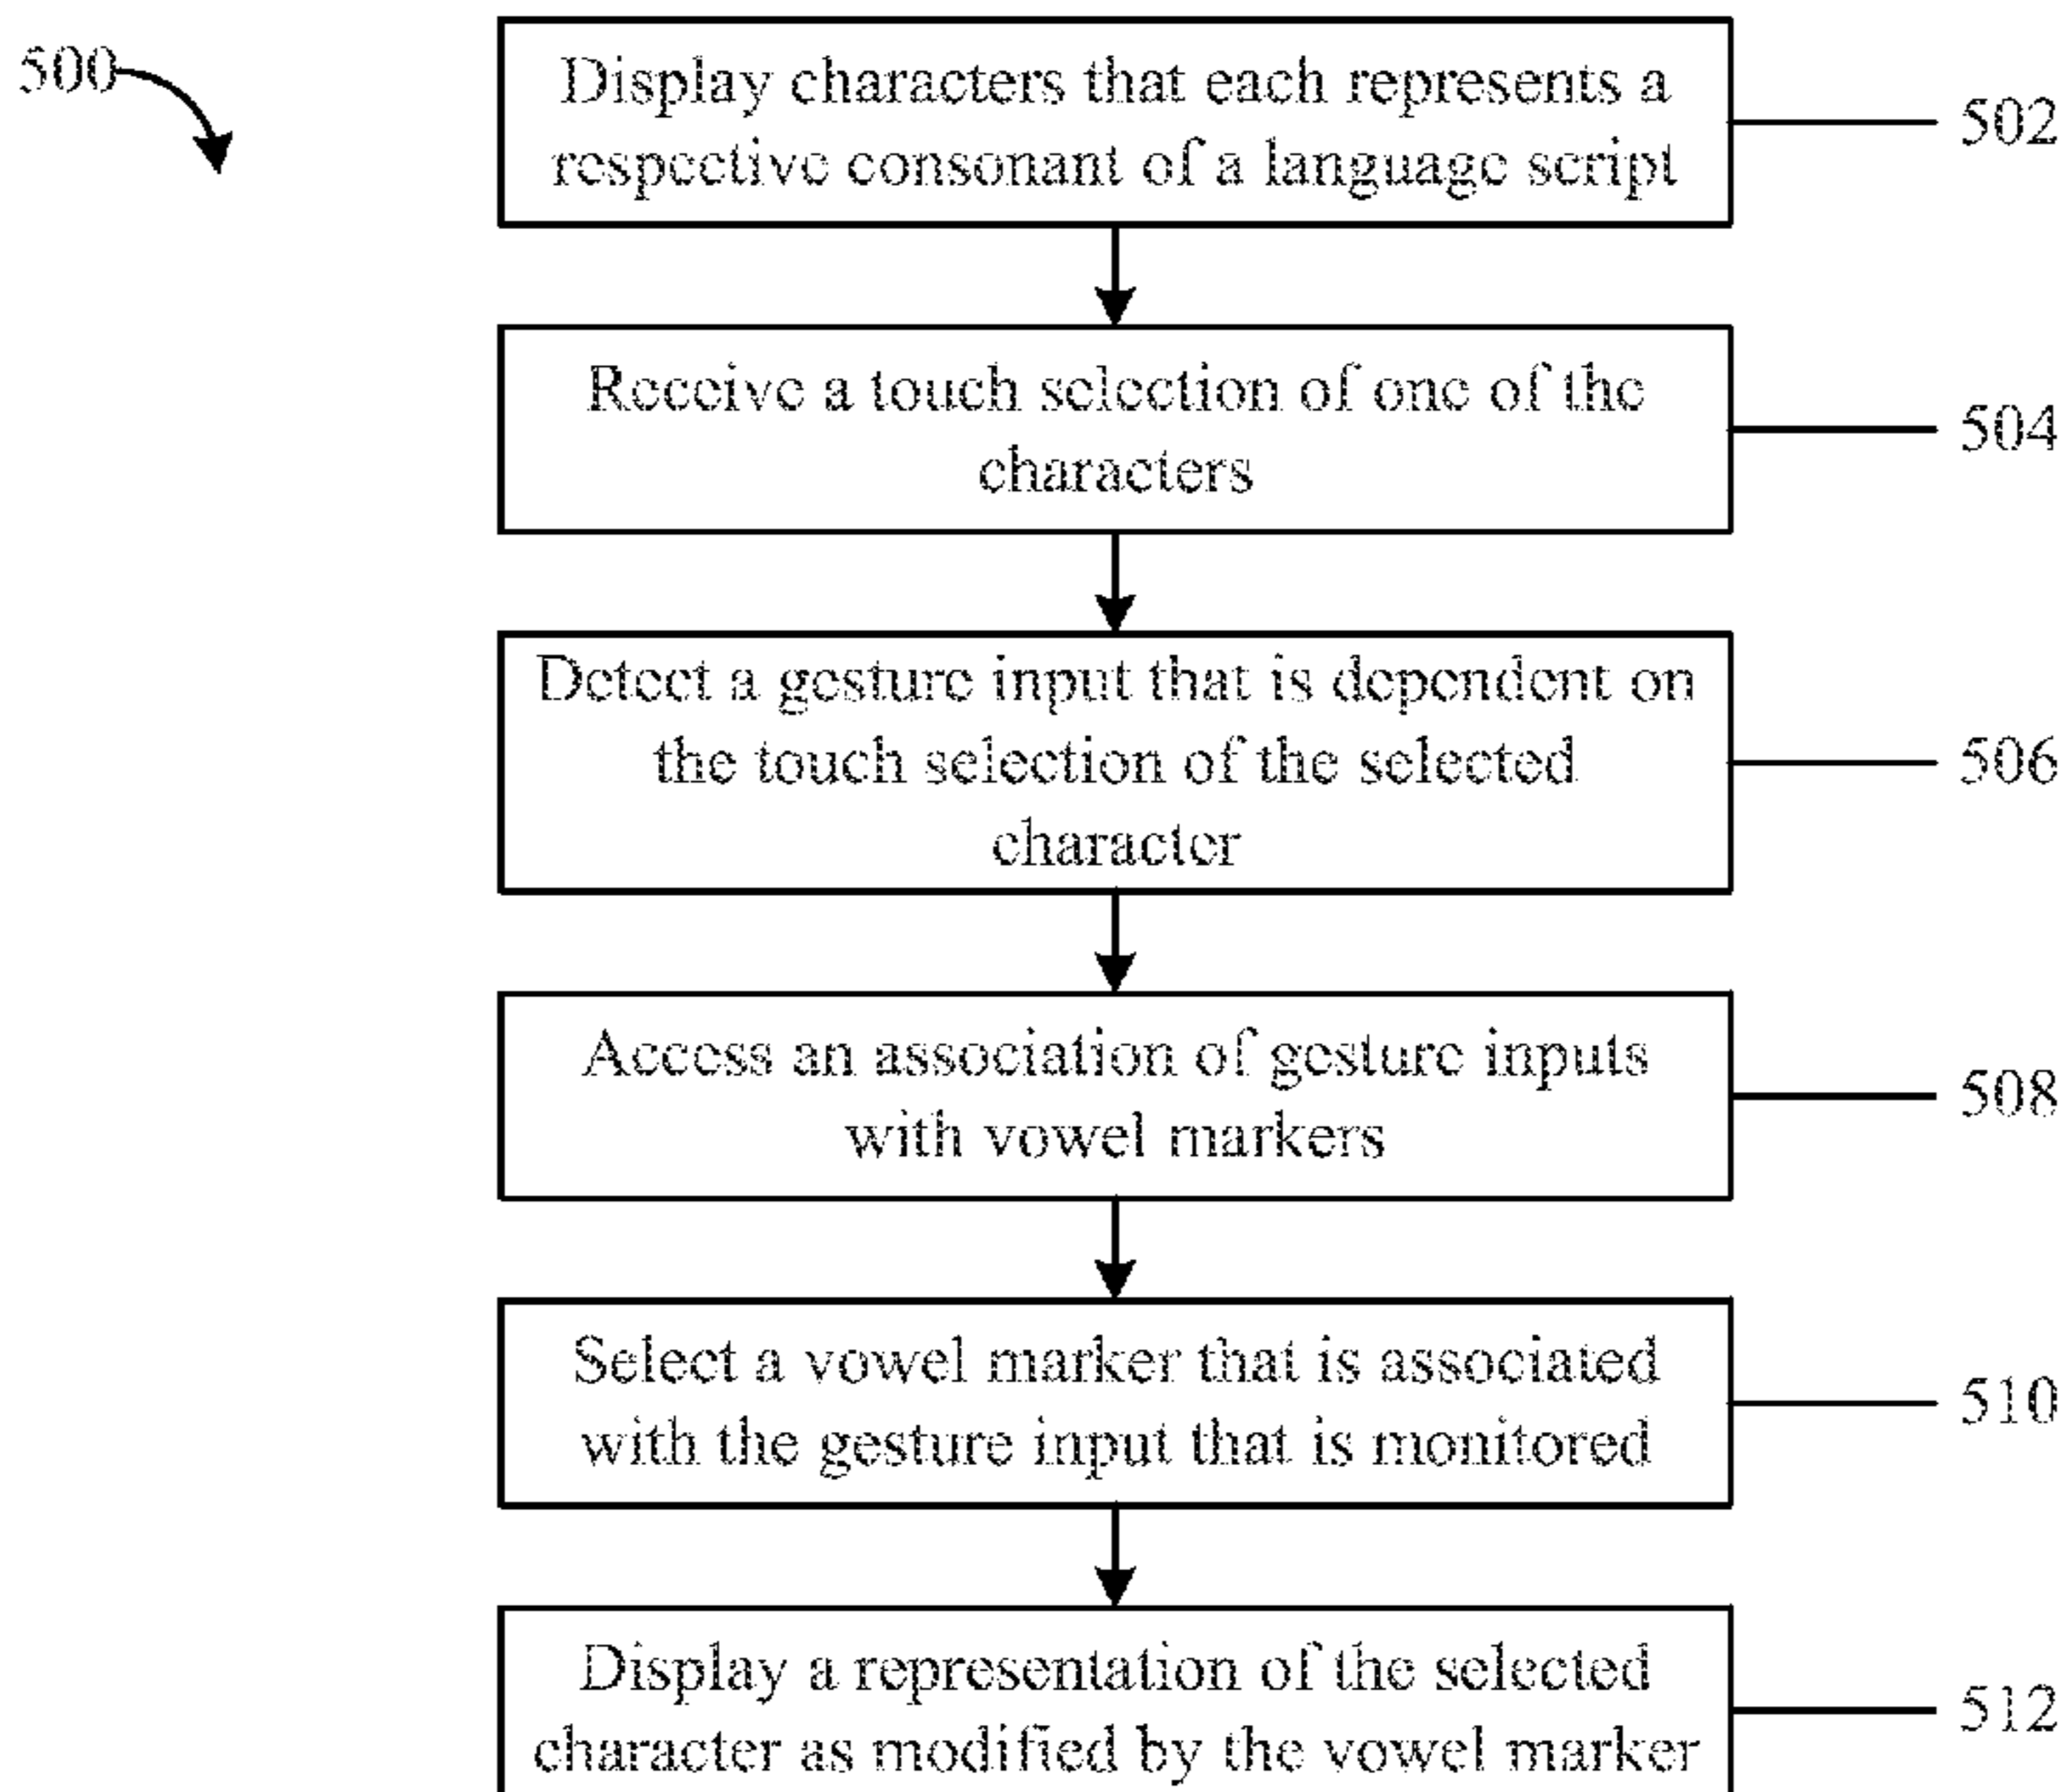 500
Display characters that each represents a
respective consonant of a language script
502
Receive a touch selection of one of the
characters
504
Detect a gesture input that is dependent on
the touch selection of the selected
character
506
Access an association of gesture inputs
with vowel markers
508
Select a vowel marker that is associated
with the gesture input that is monitored
510
Display a representation of the selected
character as modified by the vowel marker
512